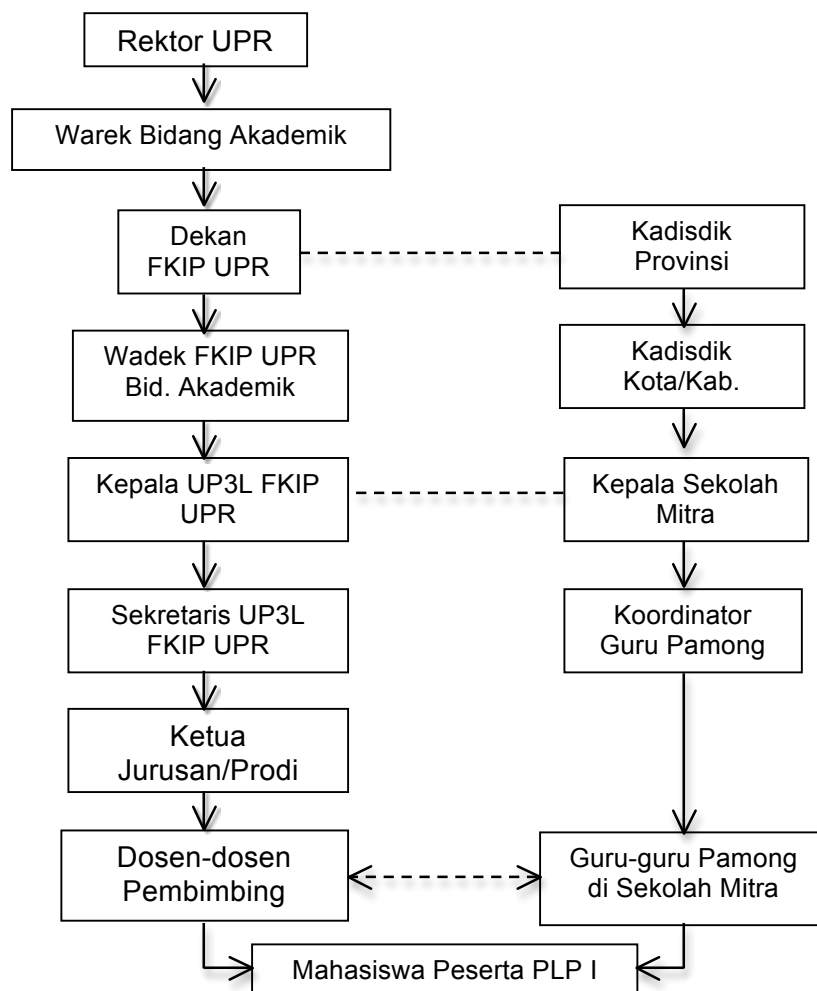 Rektor UPR
Warek Bidang Akademik
Dekan
FKIP UPR
Kadisdik
Provinsi
Wadek FKIP UPR
Bid. Akademik
Kadisdik
Kota/Kab.
Kepala UP3L FKIP
UPR
Kepala Sekolah
Mitra
Sekretaris UP3L
FKIP UPR
Koordinator
Guru Pamong
Ketua
Jurusan/Prodi
Dosen-dosen
Pembimbing
Guru-guru Pamong
di Sekolah Mitra
Mahasiswa Peserta PLP I